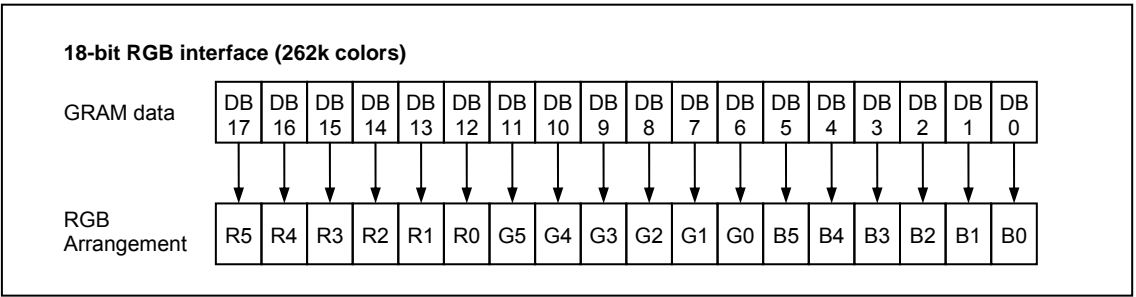 18-bit RGB interface (262k colors)
GRAM data
DB DB DB DB DB DB DB DB DB DB DB DB DB DB DB DB DB DB
17 16 15 14 13 12 11 10 9 8 7 6 5 4 3 2 1 0
RGB
Arrangement
R5 R4 R3 R2 R1 R0 G5 G4 G3 G2 G1 G0 B5 B4 B3 B2 B1 B0